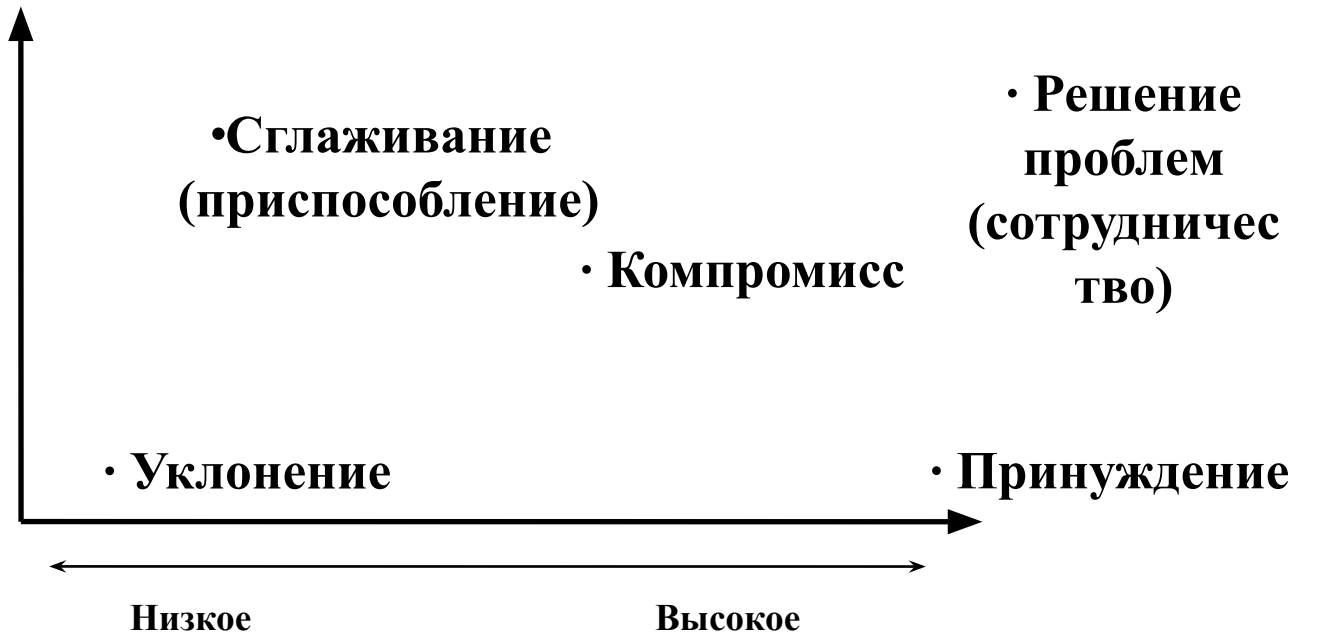 · Решение
проблем
(сотрудничес
тво)
•Сглаживание
(приспособление)
· Компромисс
· Уклонение
· Принуждение
Низкое
Высокое